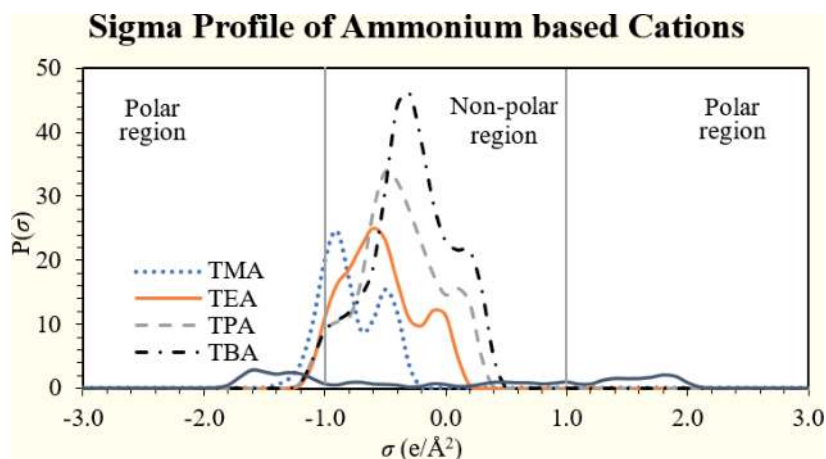 Sigma Profile of Ammonium based Cations
50
40
30
20
10
0
P(σ)
Polar
region
Non-polar
region
Polar
region
TMA
TEA
TPA
TBA
-3.0 -2.0 -1.0 0.0 1.0 2.0 3.0
σ (e/Å²)